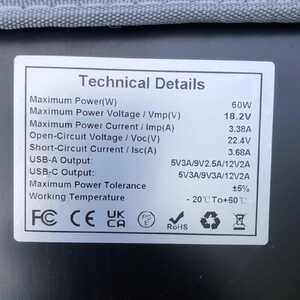 Technical Details
Maximum Power(W) 60W
Maximum Power Voltage / Vmp(V) 18.2V
Maximum Power Current / Imp(A) 3.38A
Open-Circuit Voltage / Voc(V) 22.4V
Short-Circuit Current / Isc(A) 3.68A
USB-A Output: 5V3A/9V2.5A/12V2A
USB-C Output: 5V3A/9V3A/12V2A
Maximum Power Tolerance ±5%
Working Temperature - 20℃To+60℃
FC CE UKCA RoHS